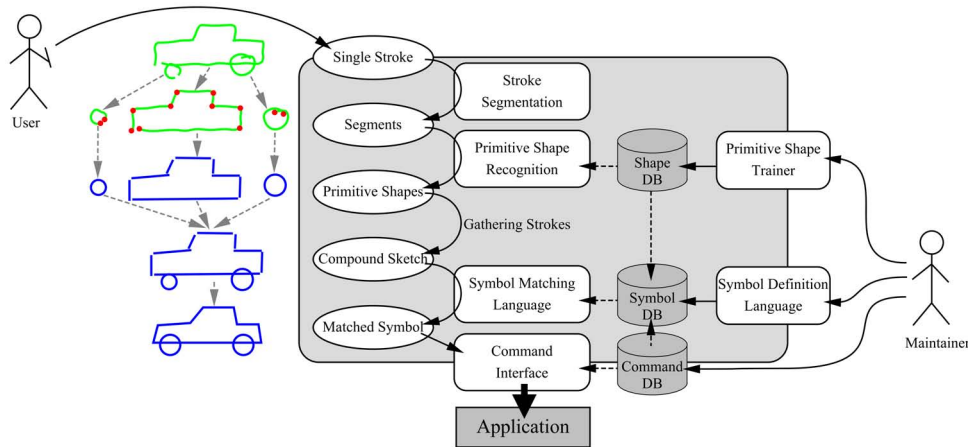 User
Single Stroke
Stroke
Segmentation
Segments
Primitive Shape
Recognition
Shape
DB
Primitive Shape
Trainer
Primitive Shapes
Gathering Strokes
Compound Sketch
Symbol Matching
Language
Symbol
DB
Symbol Definition
Language
Matched Symbol
Command
Interface
Command
DB
Maintainer
Application